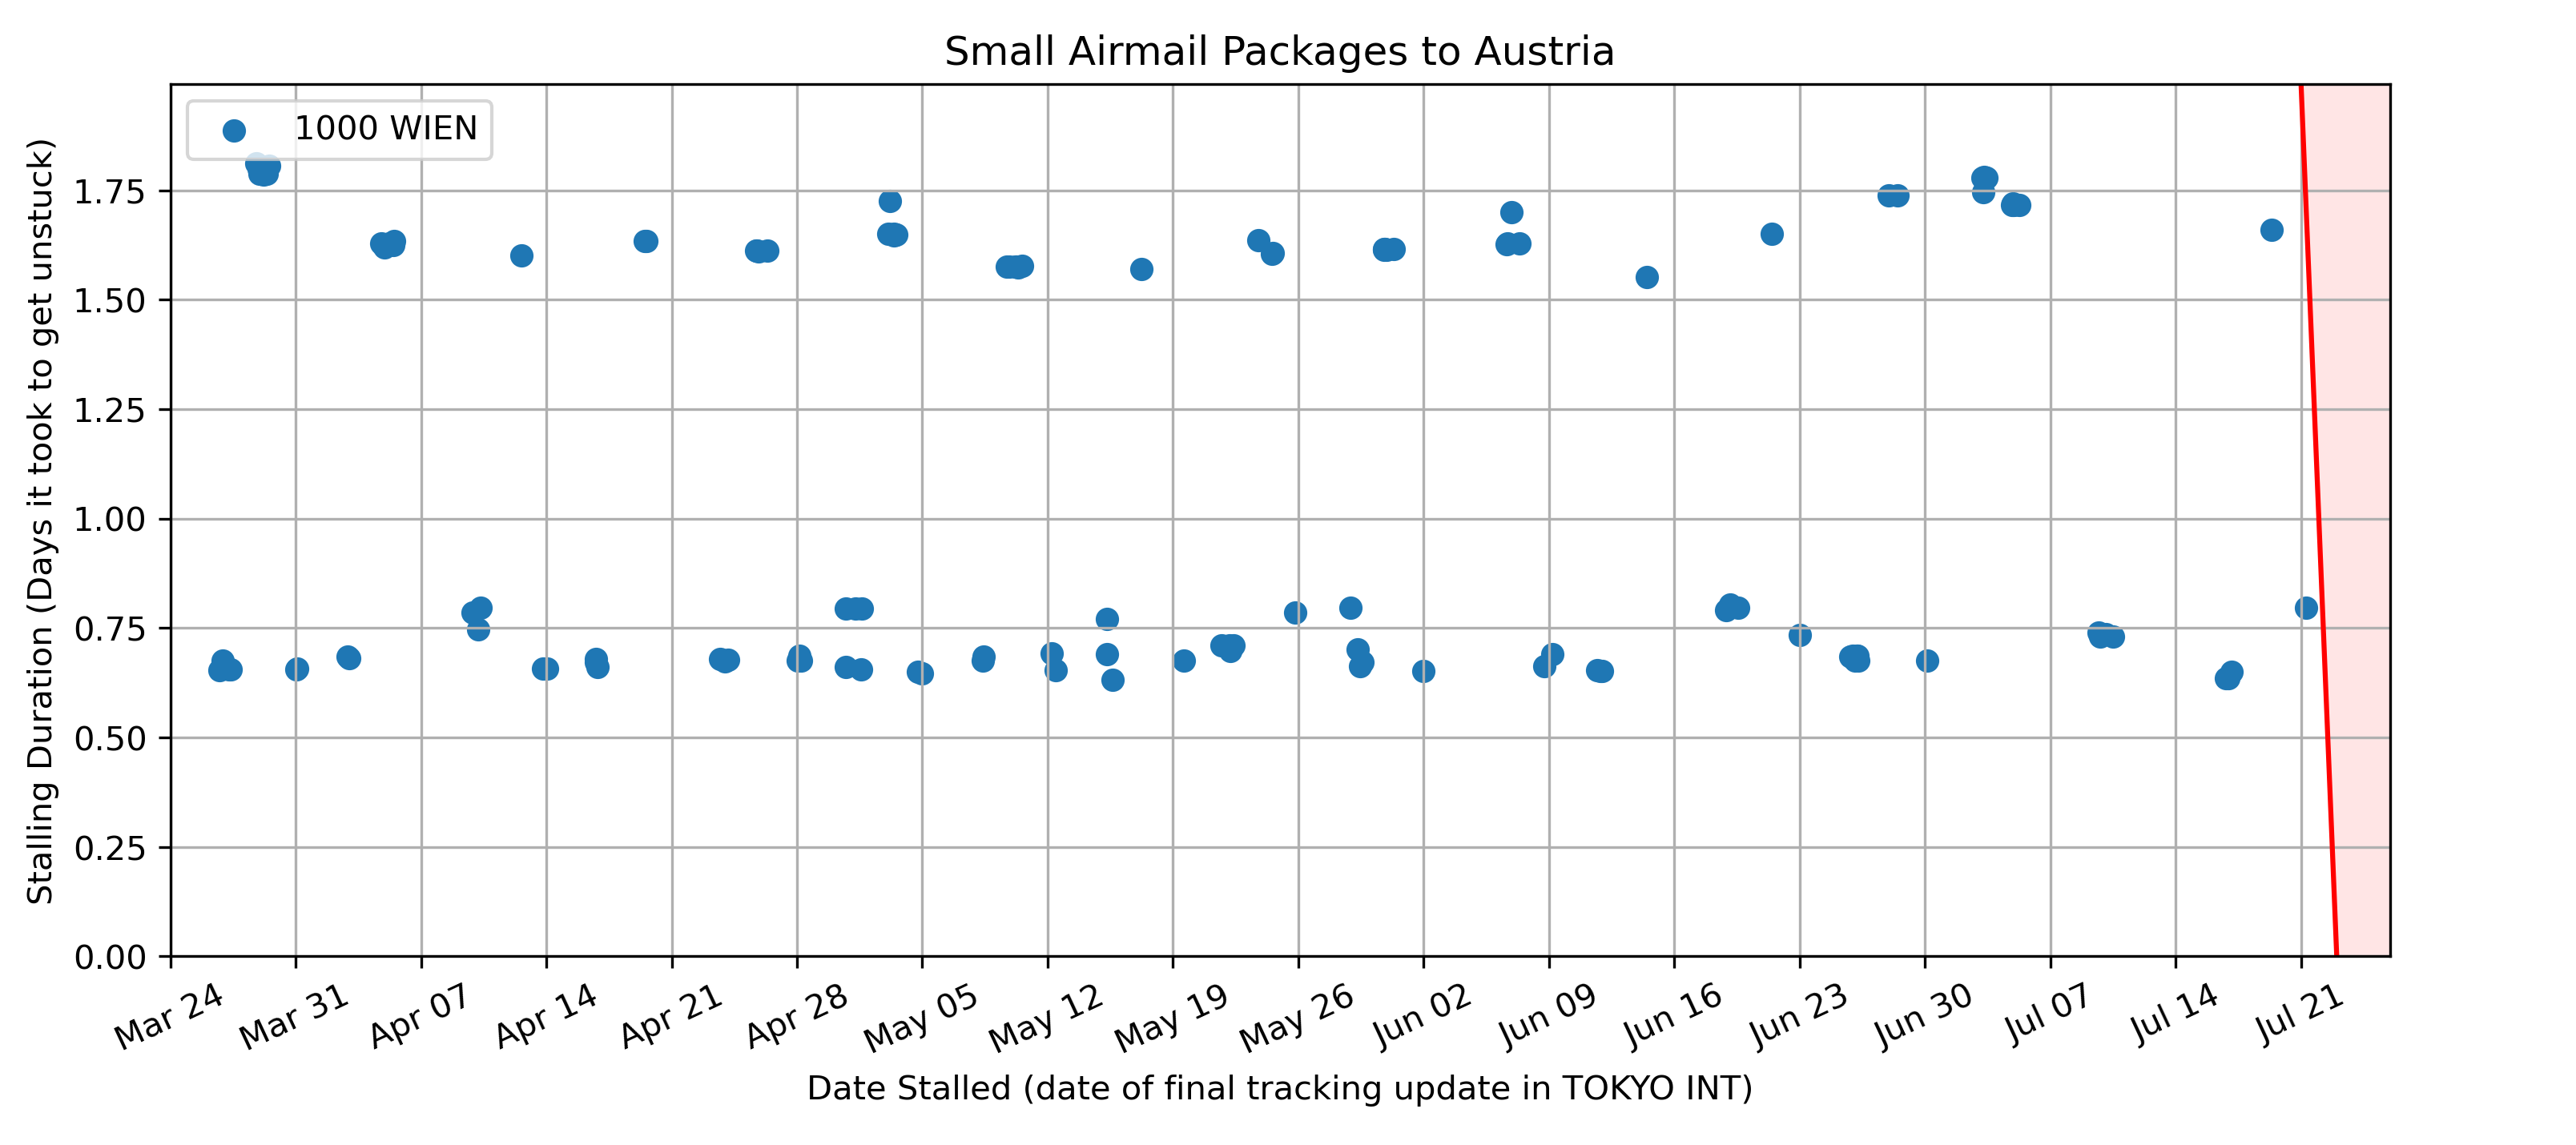 Small Airmail Packages to Austria
1000 WIEN
Stalling Duration (Days it took to get unstuck)
1.75
1.50
1.25
1.00
0.75
0.50
0.25
0.00
Mar 24
Mar 31
Apr 07
Apr 14
Apr 21
Apr 28
May 05
May 12
May 19
May 26
Jun 02
Jun 09
Jun 16
Jun 23
Jun 30
Jul 07
Jul 14
Jul 21
Date Stalled (date of final tracking update in TOKYO INT)